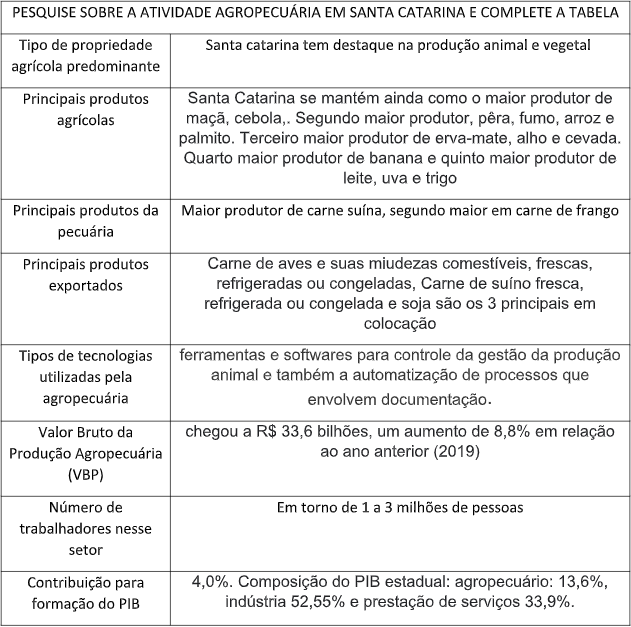 PESQUISE SOBRE A ATIVIDADE AGROPECUÁRIA EM SANTA CATARINA E COMPLETE A TABELA
Tipo de propriedade
agrícola predominante
Santa catarina tem destaque na produção animal e vegetal
Principais produtos
agrícolas
Santa Catarina se mantém ainda como o maior produtor de
maçã, cebola,. Segundo maior produtor, pêra, fumo, arroz e
palmito. Terceiro maior produtor de erva-mate, alho e cevada.
Quarto maior produtor de banana e quinto maior produtor de
leite, uva e trigo
Principais produtos da
pecuária
Maior produtor de carne suína, segundo maior em carne de frango
Principais produtos
exportados
Carne de aves e suas miudezas comestíveis, frescas,
refrigeradas ou congeladas, Carne de suíno fresca,
refrigerada ou congelada e soja são os 3 principais em
colocação
Tipos de tecnologias
utilizadas pela
agropecuária
ferramentas e softwares para controle da gestão da produção
animal e também a automatização de processos que
envolvem documentação.
Valor Bruto da
Produção Agropecuária
(VBP)
chegou a R$ 33,6 bilhões, um aumento de 8,8% em relação
ao ano anterior (2019)
Número de
trabalhadores nesse
setor
Em torno de 1 a 3 milhões de pessoas
Contribuição para
formação do PIB
4,0%. Composição do PIB estadual: agropecuário: 13,6%,
indústria 52,55% e prestação de serviços 33,9%.